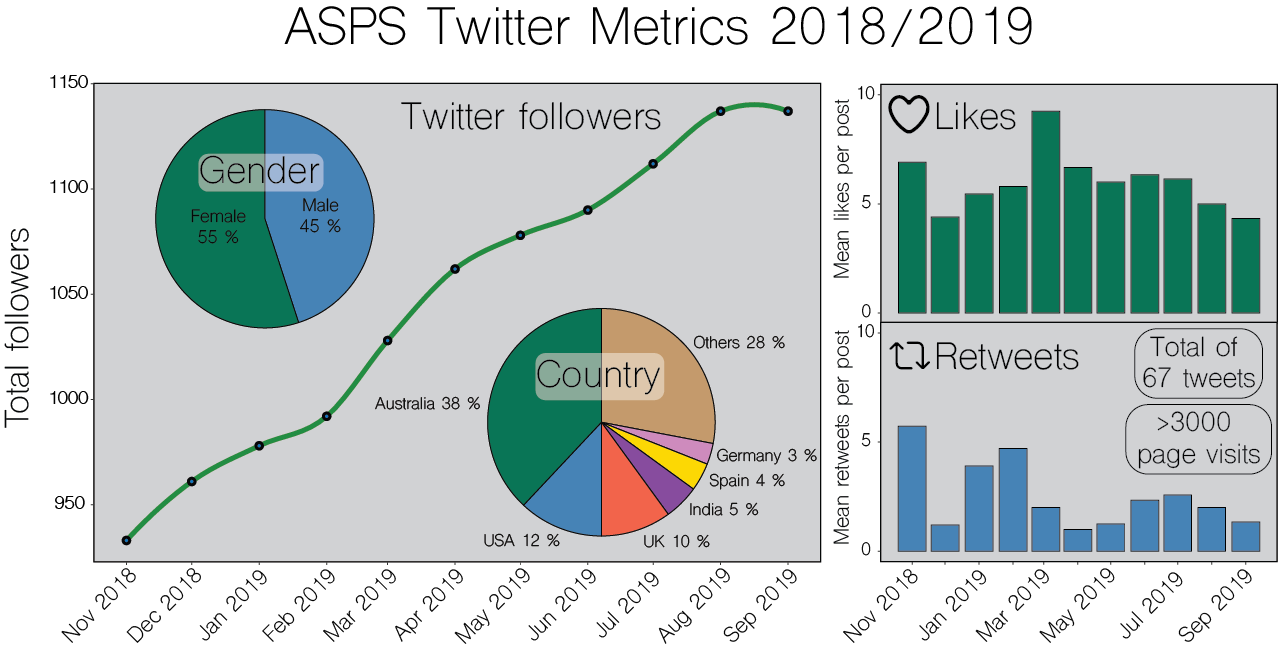 ASPS Twitter Metrics 2018/2019
Total followers
1150
1100
1050
1000
950
Twitter followers
Gender
Female
55 %
Male
45 %
Country
Others 28 %
Australia 38 %
Germany 3 %
Spain 4 %
India 5 %
USA 12 %
UK 10 %
Nov 2018
Dec 2018
Jan 2019
Feb 2019
Mar 2019
Apr 2019
May 2019
Jun 2019
Jul 2019
Aug 2019
Sep 2019
Mean likes per post
10
5
0
Likes
Mean retweets per post
10
5
0
Retweets
Total of
67 tweets
>3000
page visits
Nov 2018
Jan 2019
Mar 2019
May 2019
Jul 2019
Sep 2019